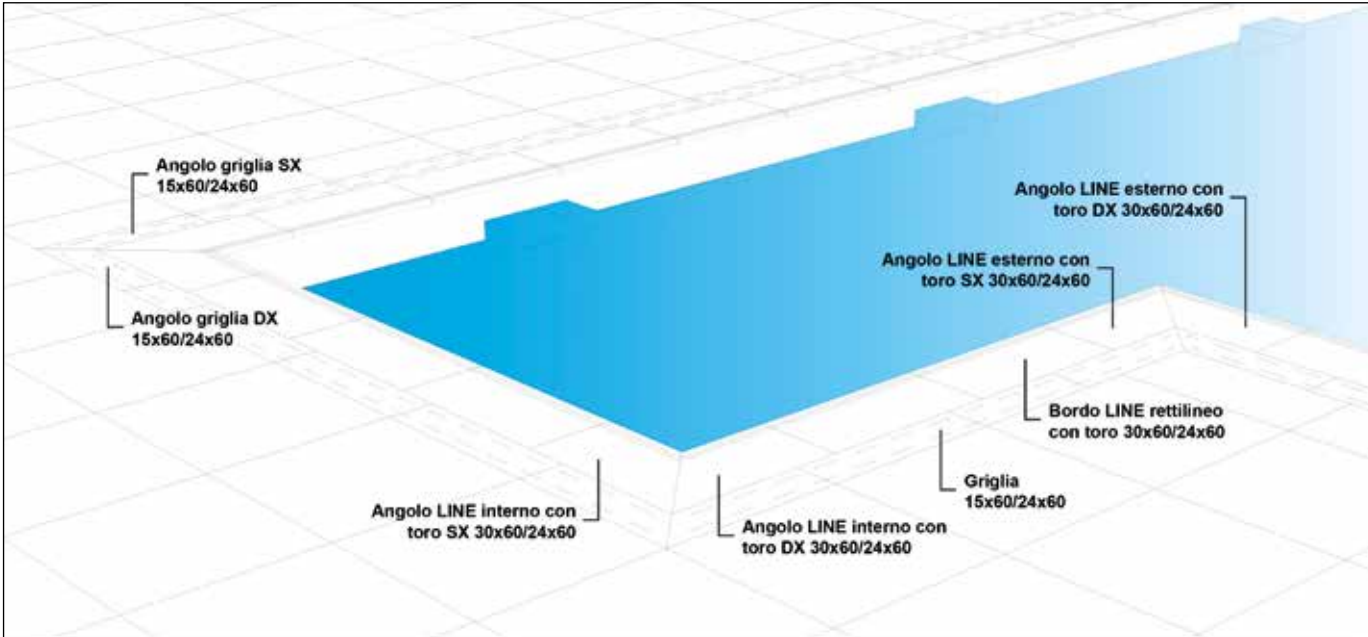 Angolo griglia SX
15x60/24x60
Angolo LINE esterno con
toro DX 30x60/24x60
Angolo LINE esterno con
toro SX 30x60/24x60
Angolo griglia DX
15x60/24x60
Bordo LINE rettilineo
con toro 30x60/24x60
Griglia
15x60/24x60
Angolo LINE interno con
toro SX 30x60/24x60
Angolo LINE interno con
toro DX 30x60/24x60